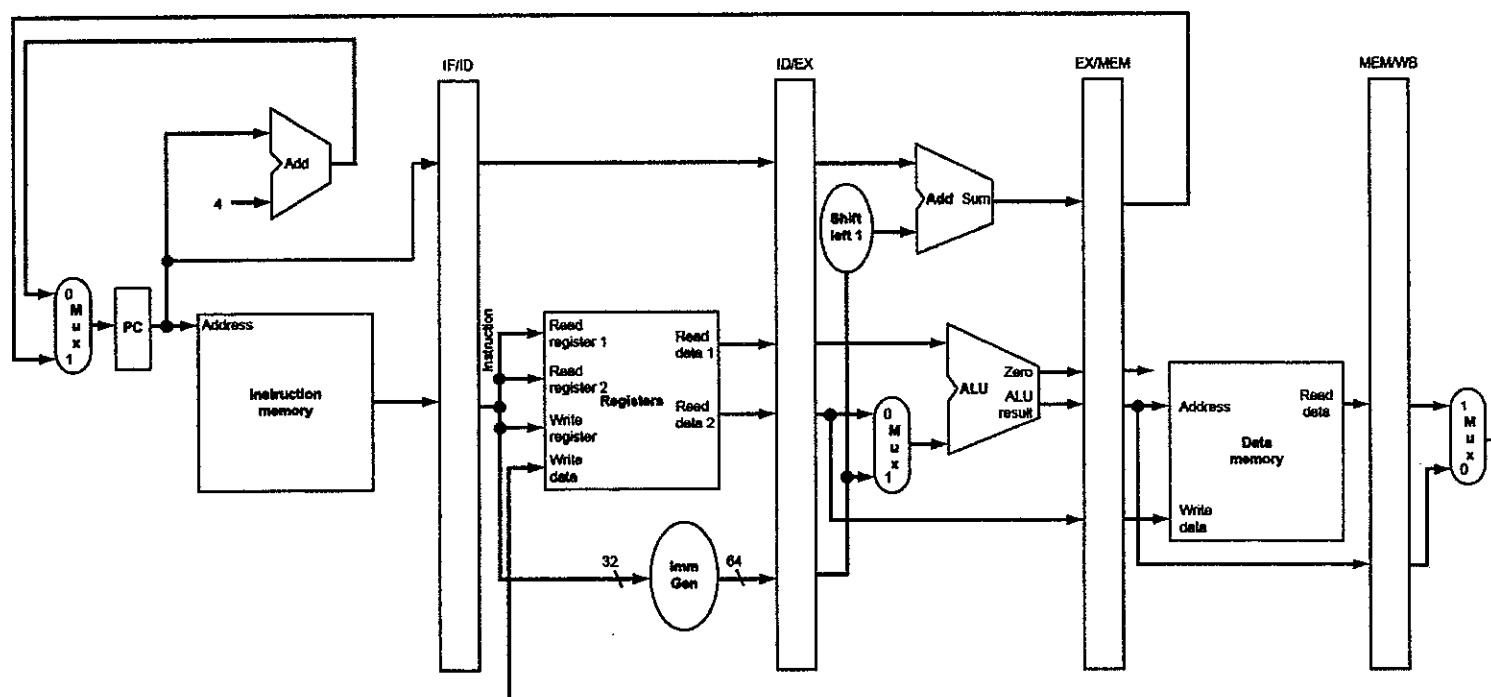 IF/ID
ID/EX
EX/MEM
MEM/WB
Add
4
Add Sum
Shift
left 1
0
M
u
x
1
PC
Address
Instruction
memory
Instruction
Read
register 1
Read
register 2
Write
register
Write
data
Registers
Read
data 1
Read
data 2
0
M
u
x
1
Zero
ALU
ALU
result
Address
Read
data
Data
memory
Write
data
1
M
u
x
0
32
Imm
Gen
64